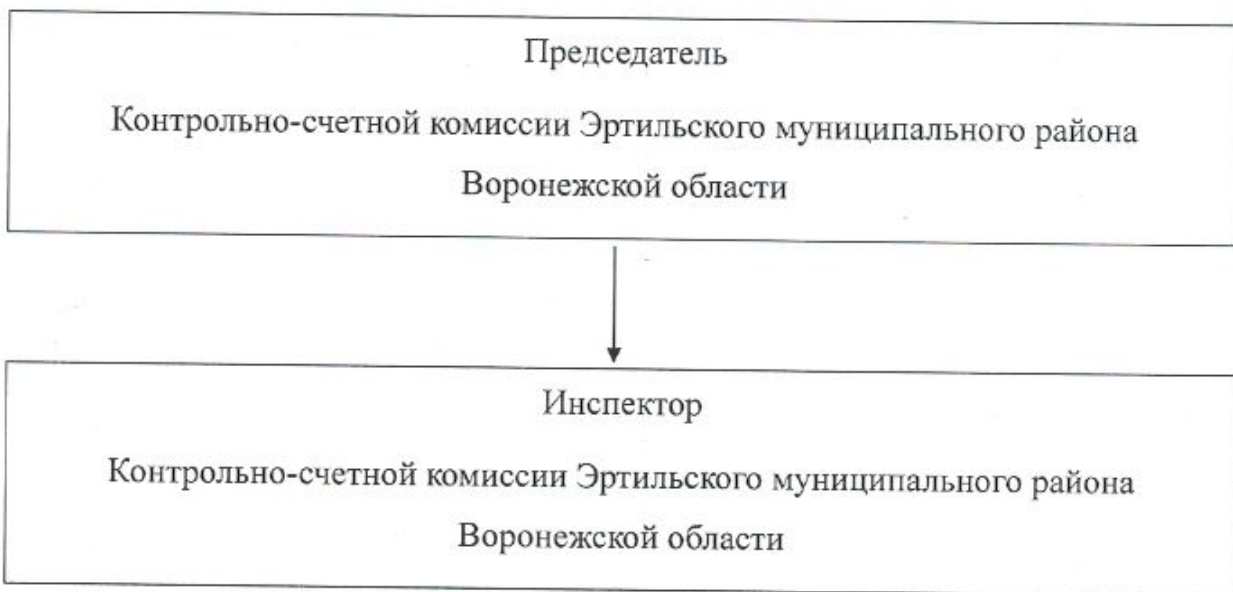 Председатель
Контрольно-счетной комиссии Эртильского муниципального района
Воронежской области
Инспектор
Контрольно-счетной комиссии Эртильского муниципального района
Воронежской области